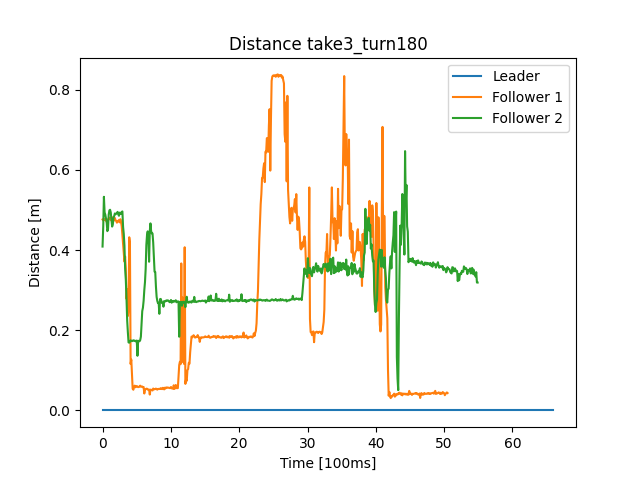 Distance take3_turn180
Leader
Follower 1
Follower 2
Distance [m]
0.8
0.6
0.4
0.2
0.0
0 10 20 30 40 50 60
Time [100ms]